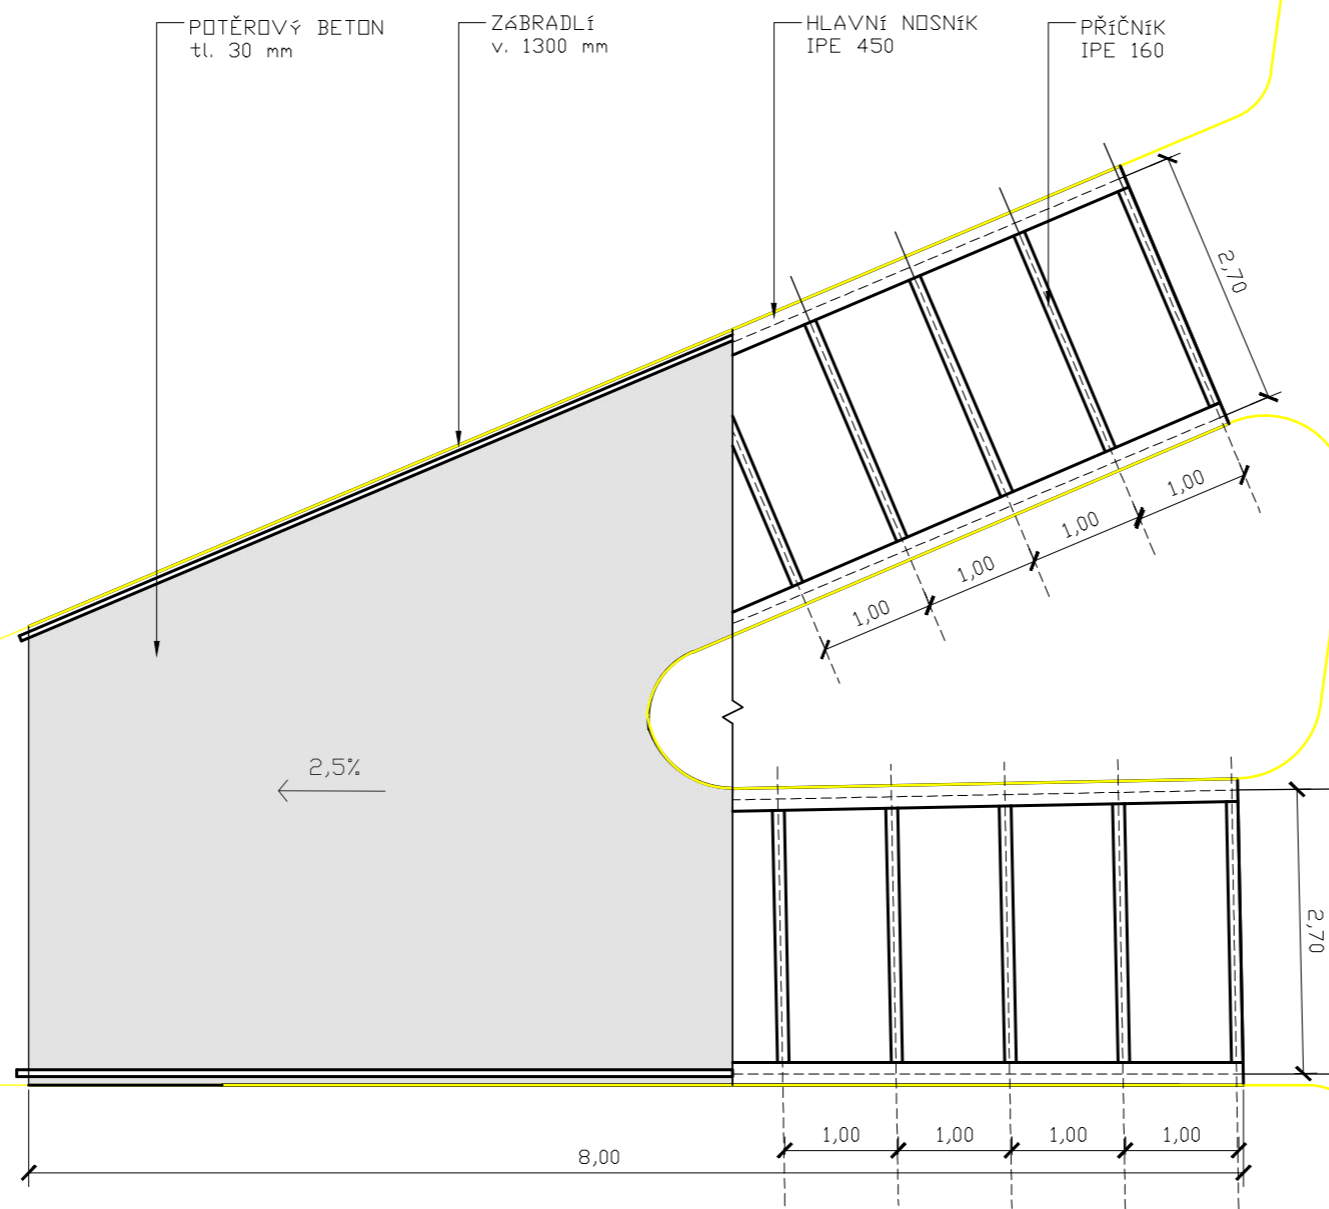 POTĚROVÝ BETON
tl. 30 mm
ZÁBRADLÍ
v. 1300 mm
HLAVNÍ NOSNÍK
IPE 450
PŘÍČNÍK
IPE 160
2,70
1,00
1,00
1,00
1,00
2,5%
2,70
1,00
1,00
1,00
1,00
8,00